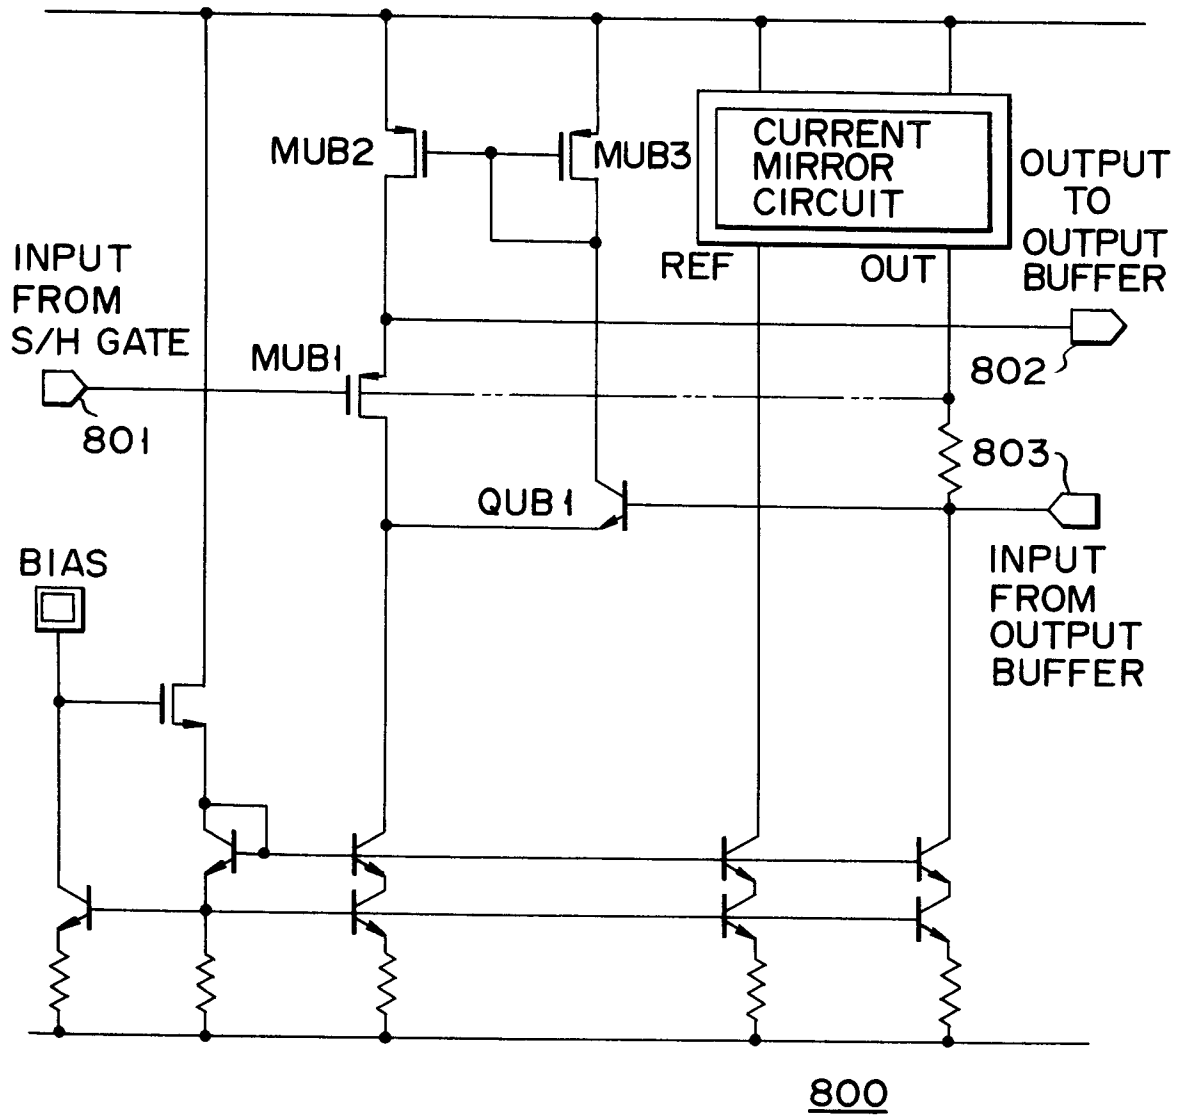 MUB2
MUB3
CURRENT
MIRROR
CIRCUIT
OUTPUT
TO
OUTPUT
BUFFER
REF
OUT
INPUT
FROM
S/H GATE
MUB1
801
802
803
QUB1
INPUT
FROM
OUTPUT
BUFFER
BIAS
800